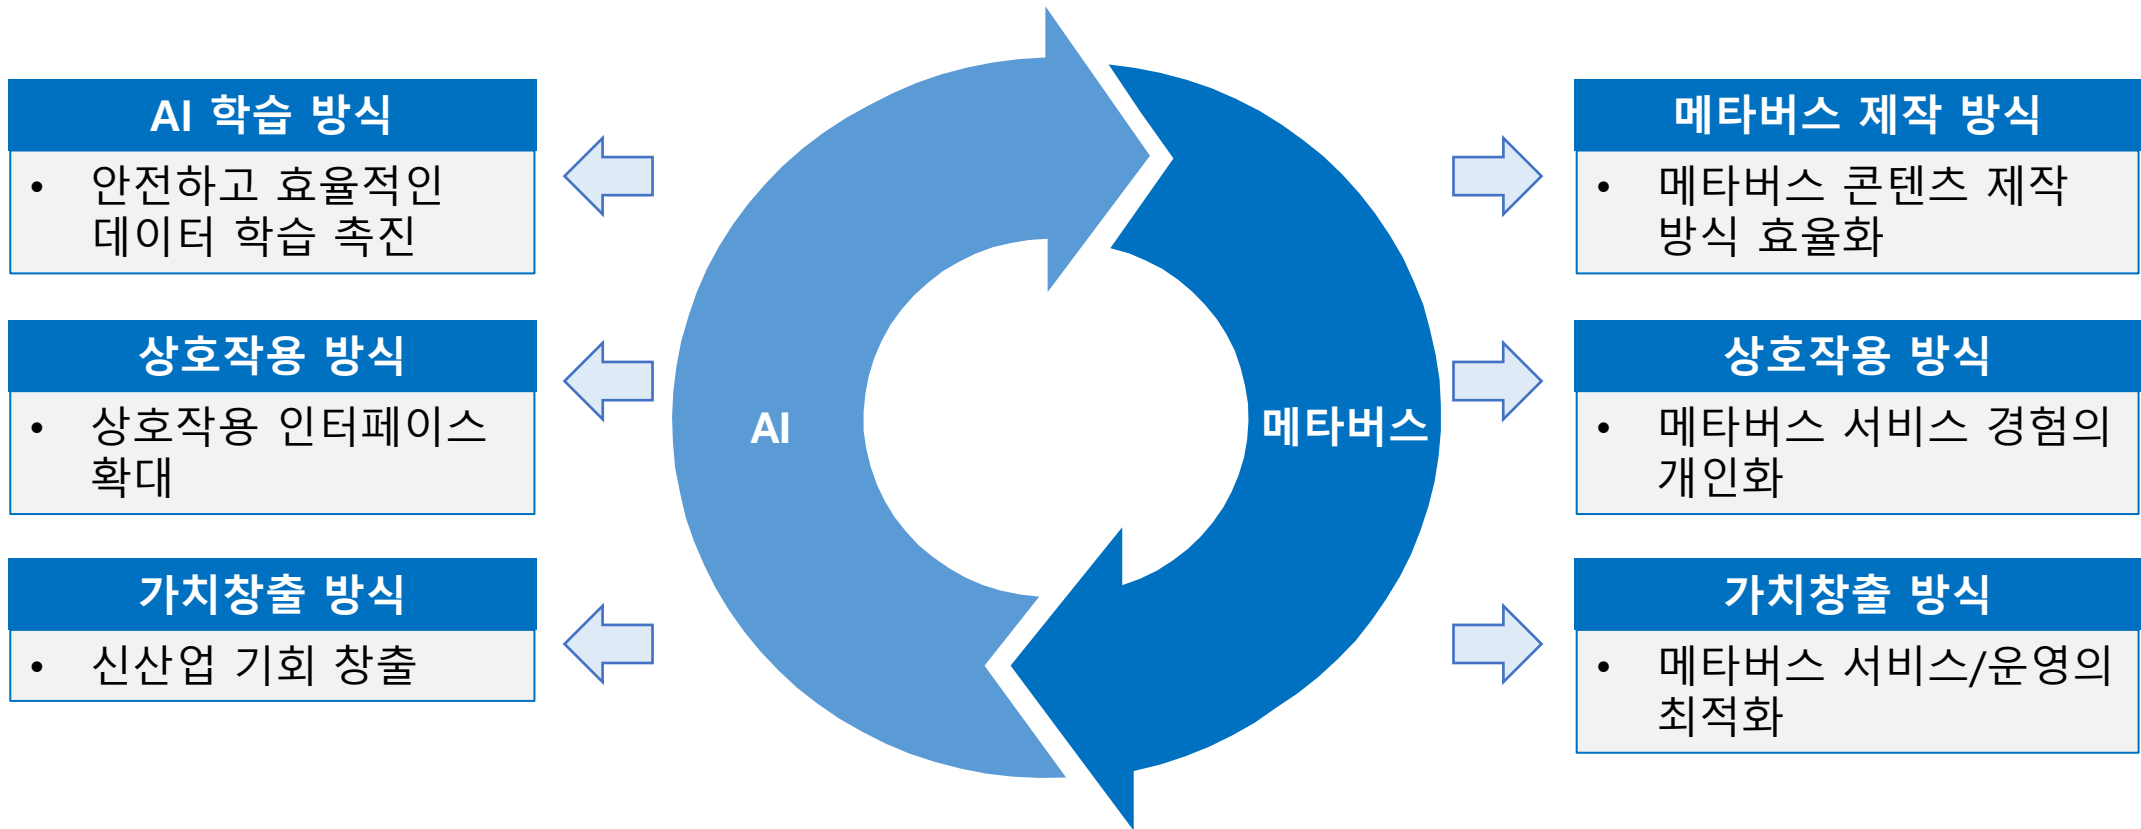 AI 학습 방식
• 안전하고 효율적인
데이터 학습 촉진
상호작용 방식
• 상호작용 인터페이스
확대
가치창출 방식
• 신산업 기회 창출
AI
메타버스
메타버스 제작 방식
• 메타버스 콘텐츠 제작
방식 효율화
상호작용 방식
• 메타버스 서비스 경험의
개인화
가치창출 방식
• 메타버스 서비스/운영의
최적화